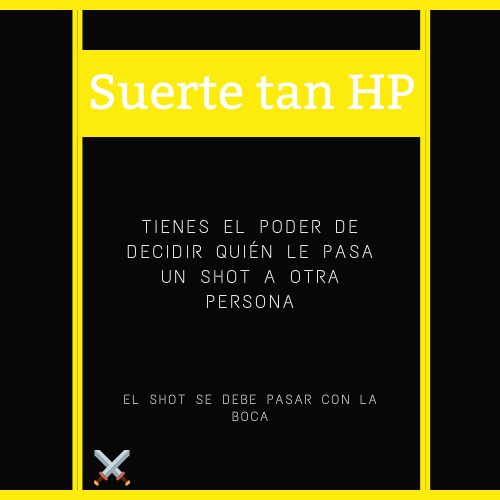 Suerte tan HP
TIENES EL PODER DE
DECIDIR QUIÉN LE PASA
UN SHOT A OTRA
PERSONA
EL SHOT SE DEBE PASAR CON LA
BOCA